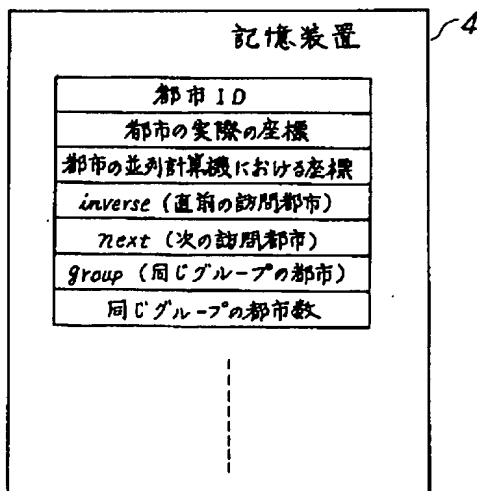 記憶装置
4
都市ID
都市の実際の座標
都市の並列計算機における座標
inverse (直前の訪問都市)
next (次の訪問都市)
group (同じグループの都市)
同じグループの都市数